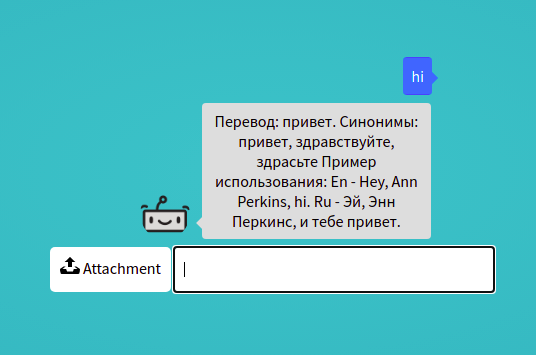 hi
Перевод: привет. Синонимы:
привет, здравствуйте,
здрасьте Пример
использования: En - Hey, Ann
Perkins, hi. Ru - Эй, Энн
Перкинс, и тебе привет.
Attachment